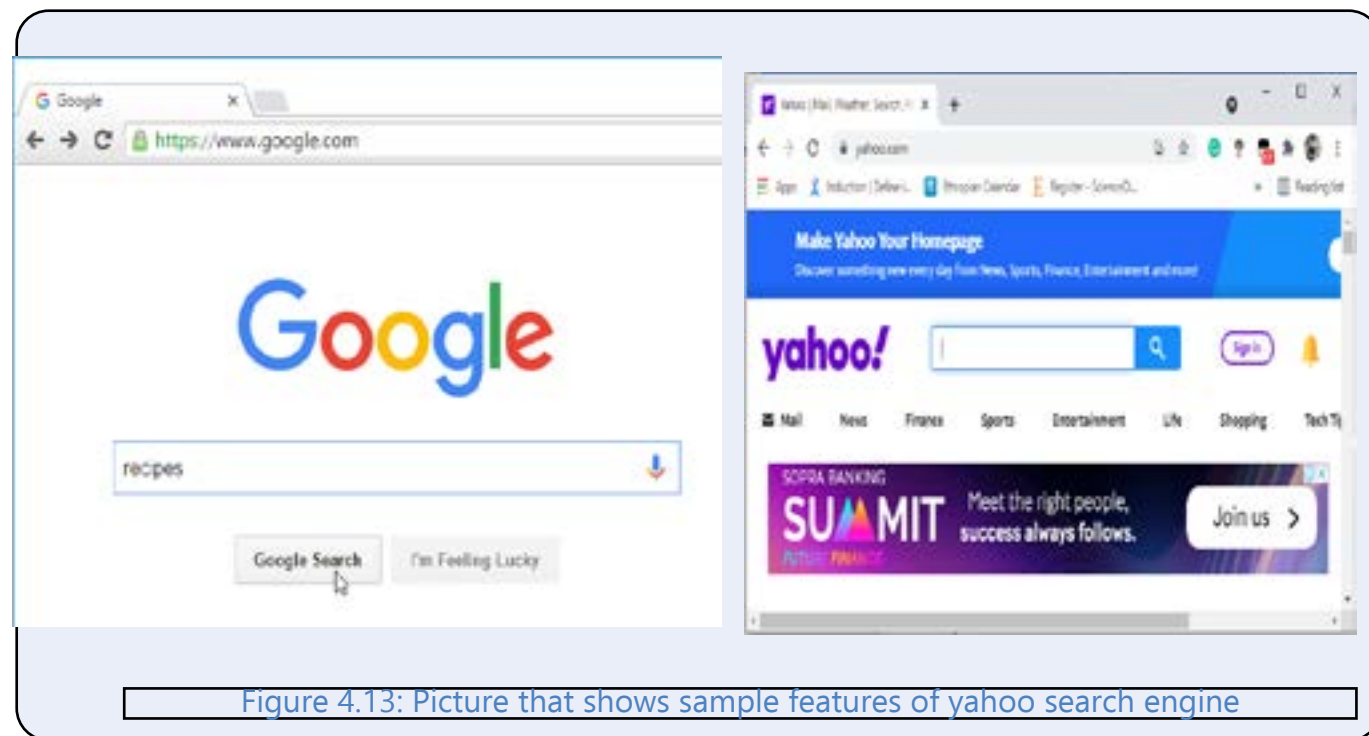 Google
https://www.google.com
Google
recipes
Google Search
I'm Feeling Lucky
yahoo.com
Apps
Reading list
Make Yahoo Your Homepage
Discover something new every day from News, Sports, Finance, Entertainment and more!
yahoo!
Sign in
Mail News Finance Sports Entertainment Life Shopping
SOPRA BANKING
SUMMIT
Meet the right people,
success always follows.
Join us
Figure 4.13: Picture that shows sample features of yahoo search engine